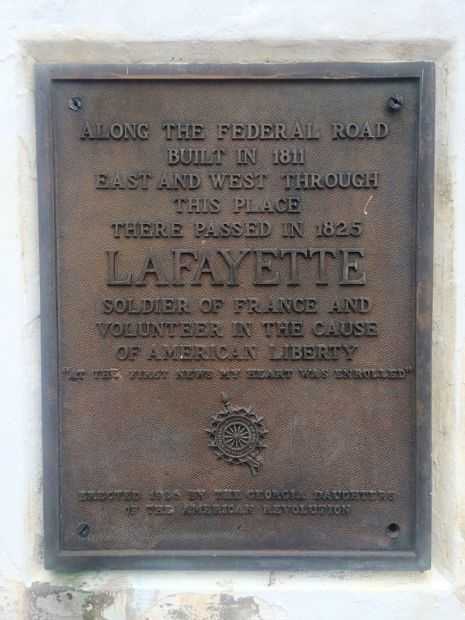 ALONG THE FEDERAL ROAD
BUILT IN 1811
EAST AND WEST THROUGH
THIS PLACE
THERE PASSED IN 1825
LAFAYETTE
SOLDIER OF FRANCE AND
VOLUNTEER IN THE CAUSE
OF AMERICAN LIBERTY
"AT THE FIRST NEWS MY HEART WAS ENROLLED"
ERECTED BY THE GEORGIA DAUGHTERS
OF THE AMERICAN REVOLUTION